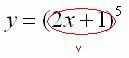 y = (2x + 1)⁵
v